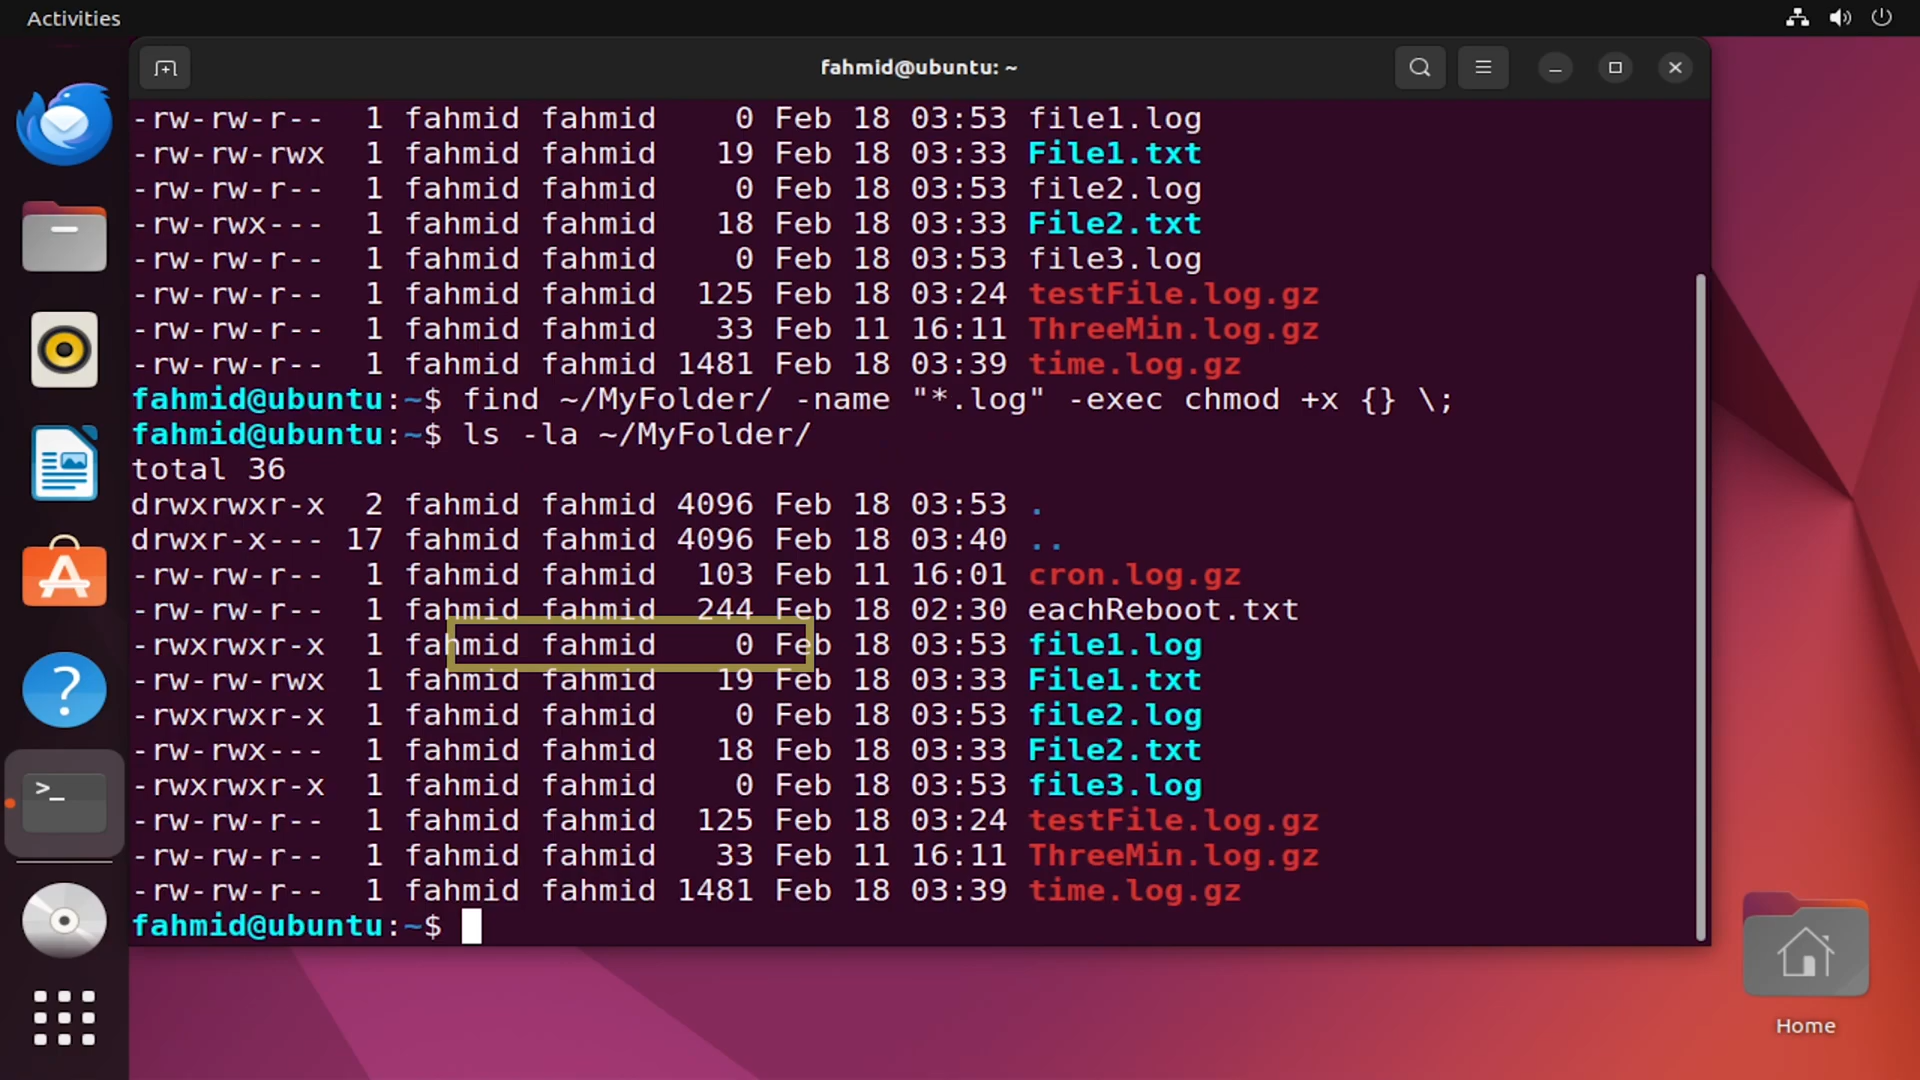 Activities
fahmid@ubuntu: ~
-rw-rw-r--  1 fahmid fahmid    0 Feb 18 03:53 file1.log
-rw-rw-rwx  1 fahmid fahmid   19 Feb 18 03:33 File1.txt
-rw-rw-r--  1 fahmid fahmid    0 Feb 18 03:53 file2.log
-rw-rwx---  1 fahmid fahmid   18 Feb 18 03:33 File2.txt
-rw-rw-r--  1 fahmid fahmid    0 Feb 18 03:53 file3.log
-rw-rw-r--  1 fahmid fahmid  125 Feb 18 03:24 testFile.log.gz
-rw-rw-r--  1 fahmid fahmid   33 Feb 11 16:11 ThreeMin.log.gz
-rw-rw-r--  1 fahmid fahmid 1481 Feb 18 03:39 time.log.gz
fahmid@ubuntu:~$ find ~/MyFolder/ -name "*.log" -exec chmod +x {} \;
fahmid@ubuntu:~$ ls -la ~/MyFolder/
total 36
drwxrwxr-x  2 fahmid fahmid 4096 Feb 18 03:53 .
drwxr-x--- 17 fahmid fahmid 4096 Feb 18 03:40 ..
-rw-rw-r--  1 fahmid fahmid  103 Feb 11 16:01 cron.log.gz
-rw-rw-r--  1 fahmid fahmid  244 Feb 18 02:30 eachReboot.txt
-rwxrwxr-x  1 fahmid fahmid    0 Feb 18 03:53 file1.log
-rw-rw-rwx  1 fahmid fahmid   19 Feb 18 03:33 File1.txt
-rwxrwxr-x  1 fahmid fahmid    0 Feb 18 03:53 file2.log
-rw-rwx---  1 fahmid fahmid   18 Feb 18 03:33 File2.txt
-rwxrwxr-x  1 fahmid fahmid    0 Feb 18 03:53 file3.log
-rw-rw-r--  1 fahmid fahmid  125 Feb 18 03:24 testFile.log.gz
-rw-rw-r--  1 fahmid fahmid   33 Feb 11 16:11 ThreeMin.log.gz
-rw-rw-r--  1 fahmid fahmid 1481 Feb 18 03:39 time.log.gz
fahmid@ubuntu:~$
Home